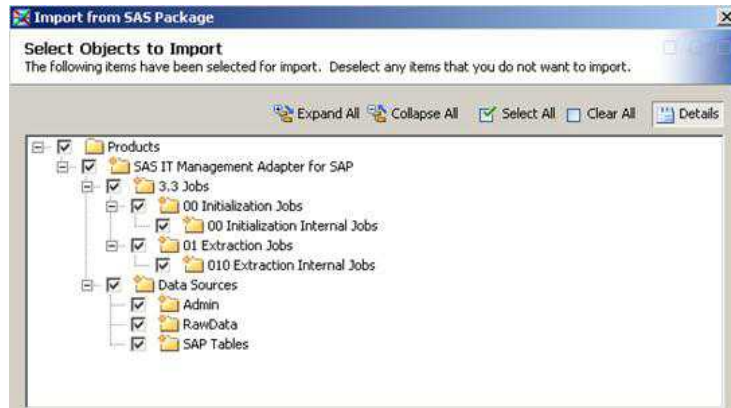 Import from SAS Package
Select Objects to Import
The following items have been selected for import. Deselect any items that you do not want to import.
Expand All Collapse All Select All Clear All Details
Products
SAS IT Management Adapter for SAP
3.3 Jobs
00 Initialization Jobs
00 Initialization Internal Jobs
01 Extraction Jobs
010 Extraction Internal Jobs
Data Sources
Admin
RawData
SAP Tables